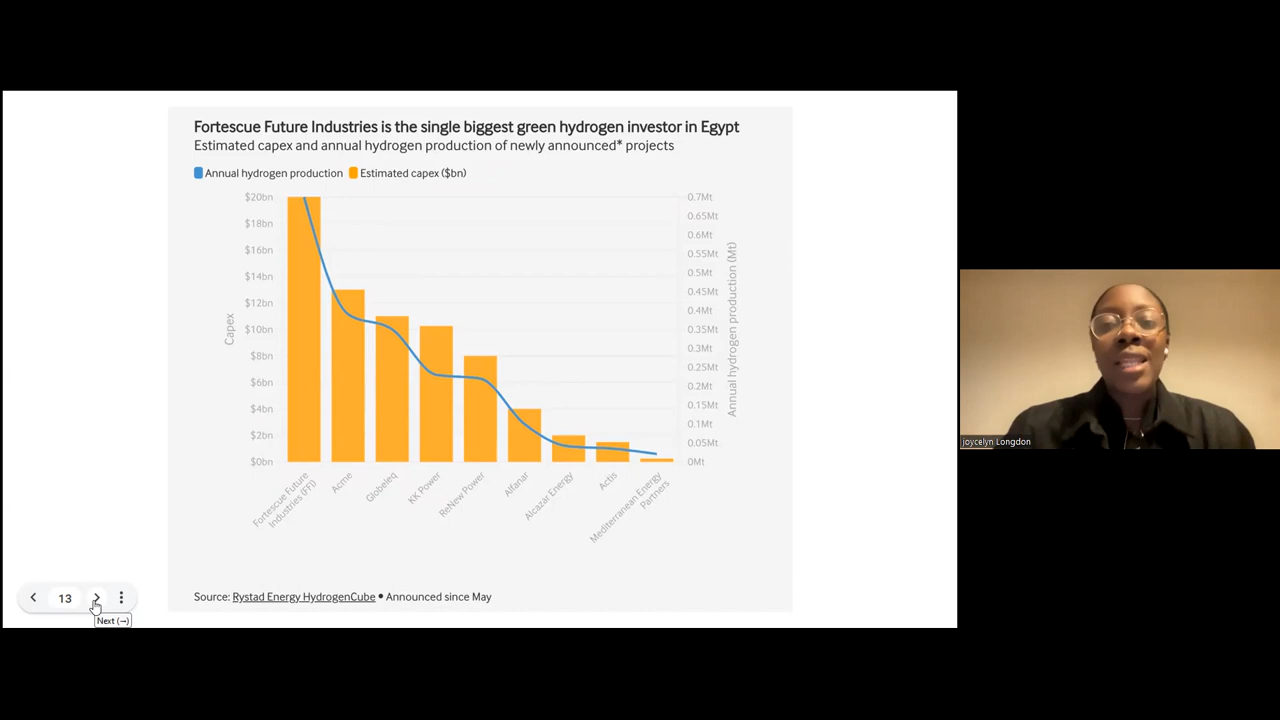 Fortescue Future Industries is the single biggest green hydrogen investor in Egypt
Estimated capex and annual hydrogen production of newly announced* projects
Annual hydrogen production Estimated capex ($bn)
$20bn
$18bn
$16bn
$14bn
$12bn
$10bn
$8bn
$6bn
$4bn
$2bn
$0bn
Capex
0.7Mt
0.65Mt
0.6Mt
0.55Mt
0.5Mt
0.45Mt
0.4Mt
0.35Mt
0.3Mt
0.25Mt
0.2Mt
0.15Mt
0.1Mt
0.05Mt
0Mt
Annual hydrogen production (Mt)
Fortescue Future
Industries (FFI)
Acme
Globeleq
KK Power
ReNew Power
Alfanar
Alcazar Energy
Actis
Mediterranean Energy
Partners
Source: Rystad Energy HydrogenCube • Announced since May
13
Next (→)
joycelyn Longdon